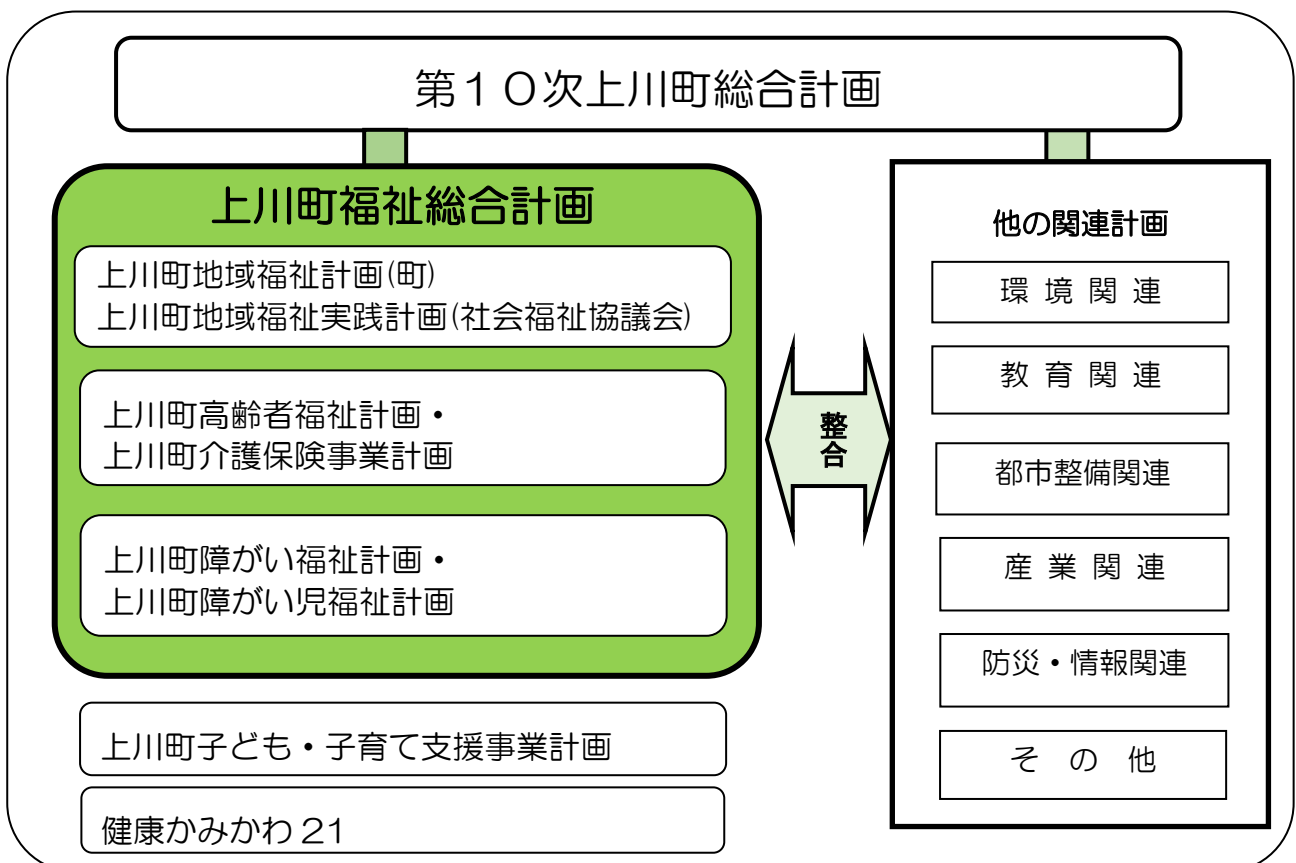 第１０次上川町総合計画
上川町福祉総合計画
上川町地域福祉計画(町)
上川町地域福祉実践計画(社会福祉協議会)
上川町高齢者福祉計画・
上川町介護保険事業計画
上川町障がい福祉計画・
上川町障がい児福祉計画
上川町子ども・子育て支援事業計画
健康かみかわ 21
整合
他の関連計画
環 境 関 連
教 育 関 連
都市整備関連
産 業 関 連
防災・情報関連
そ の 他